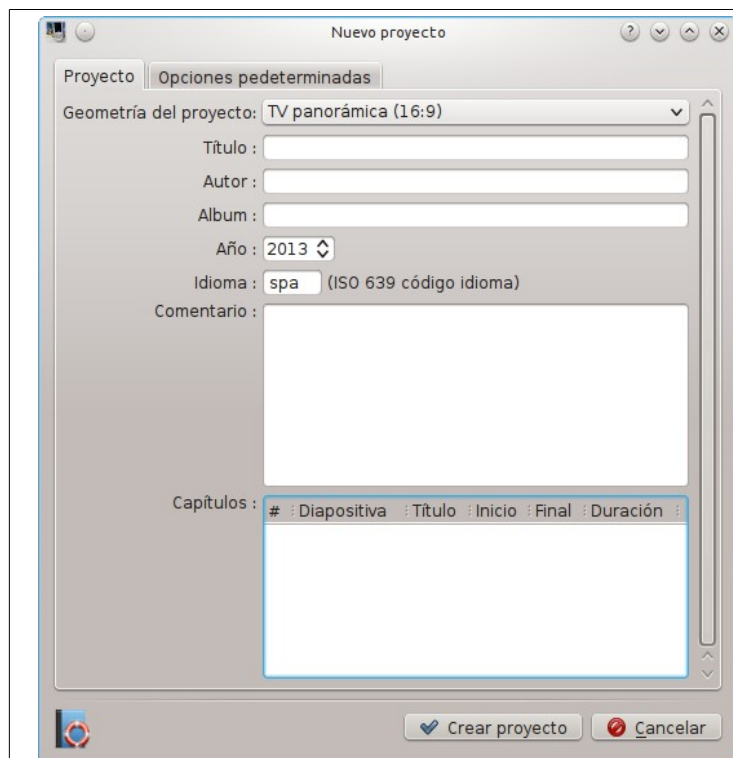 Nuevo proyecto
Proyecto Opciones pedeterminadas
Geometría del proyecto: TV panorámica (16:9)
Título :
Autor :
Album :
Año : 2013
Idioma : spa (ISO 639 código idioma)
Comentario :
Capítulos :
# Diapositiva Título Inicio Final Duración
Crear proyecto Cancelar